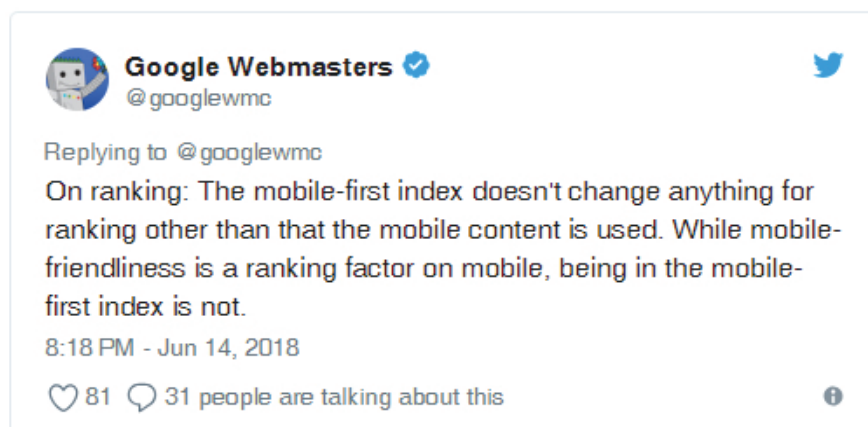 Google Webmasters
@googlewmc
Replying to @googlewmc
On ranking: The mobile-first index doesn't change anything for
ranking other than that the mobile content is used. While mobile-
friendliness is a ranking factor on mobile, being in the mobile-
first index is not.
8:18 PM - Jun 14, 2018
81 31 people are talking about this